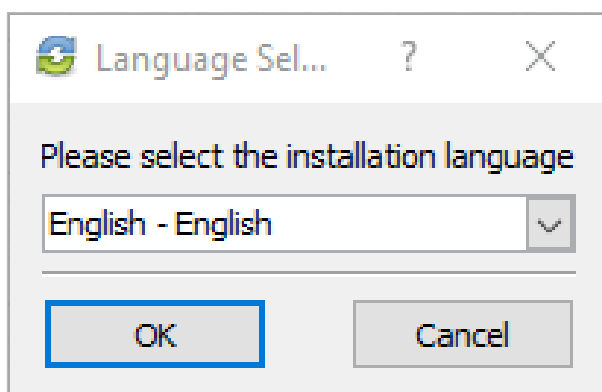 Language Sel... ?
Please select the installation language
English - English
OK Cancel